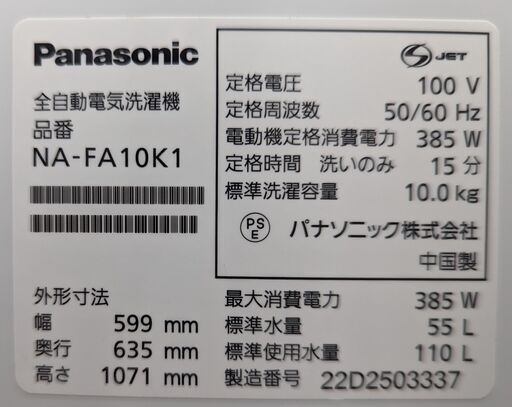 Panasonic
全自動電気洗濯機
品番
NA-FA10K1
外形寸法
幅 599 mm
奥行 635 mm
高さ 1071 mm
S JET
定格電圧 100 V
定格周波数 50/60 Hz
電動機定格消費電力 385 W
定格時間 洗いのみ 15 分
標準洗濯容量 10.0 kg
PS E パナソニック株式会社
中国製
最大消費電力 385 W
標準水量 55 L
標準使用水量 110 L
製造番号 22D2503337